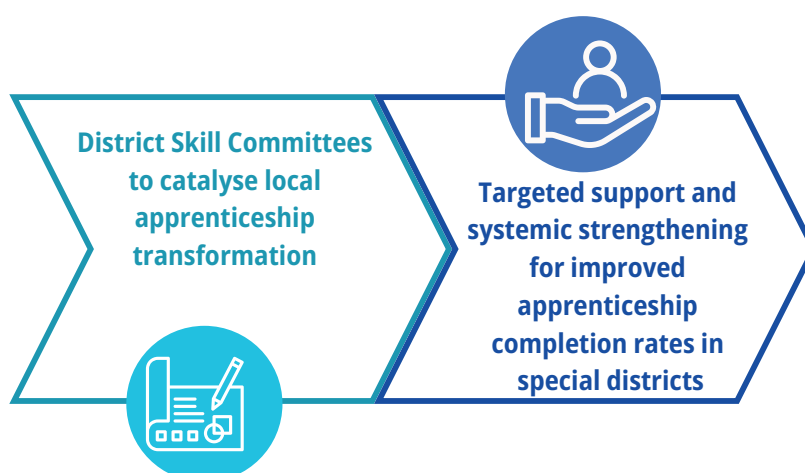 District Skill Committees
to catalyse local
apprenticeship
transformation
Targeted support and
systemic strengthening
for improved
apprenticeship
completion rates in
special districts